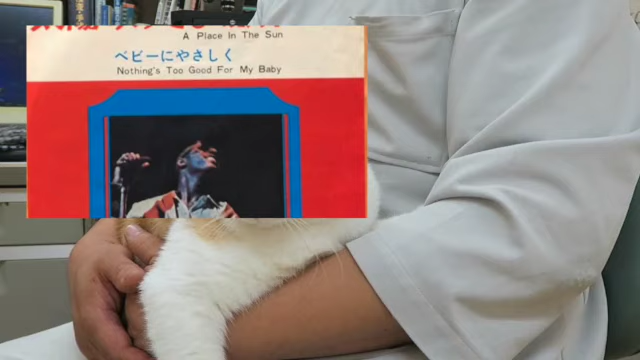 A Place In The Sun
ベビーにやさしく
Nothing's Too Good For My Baby